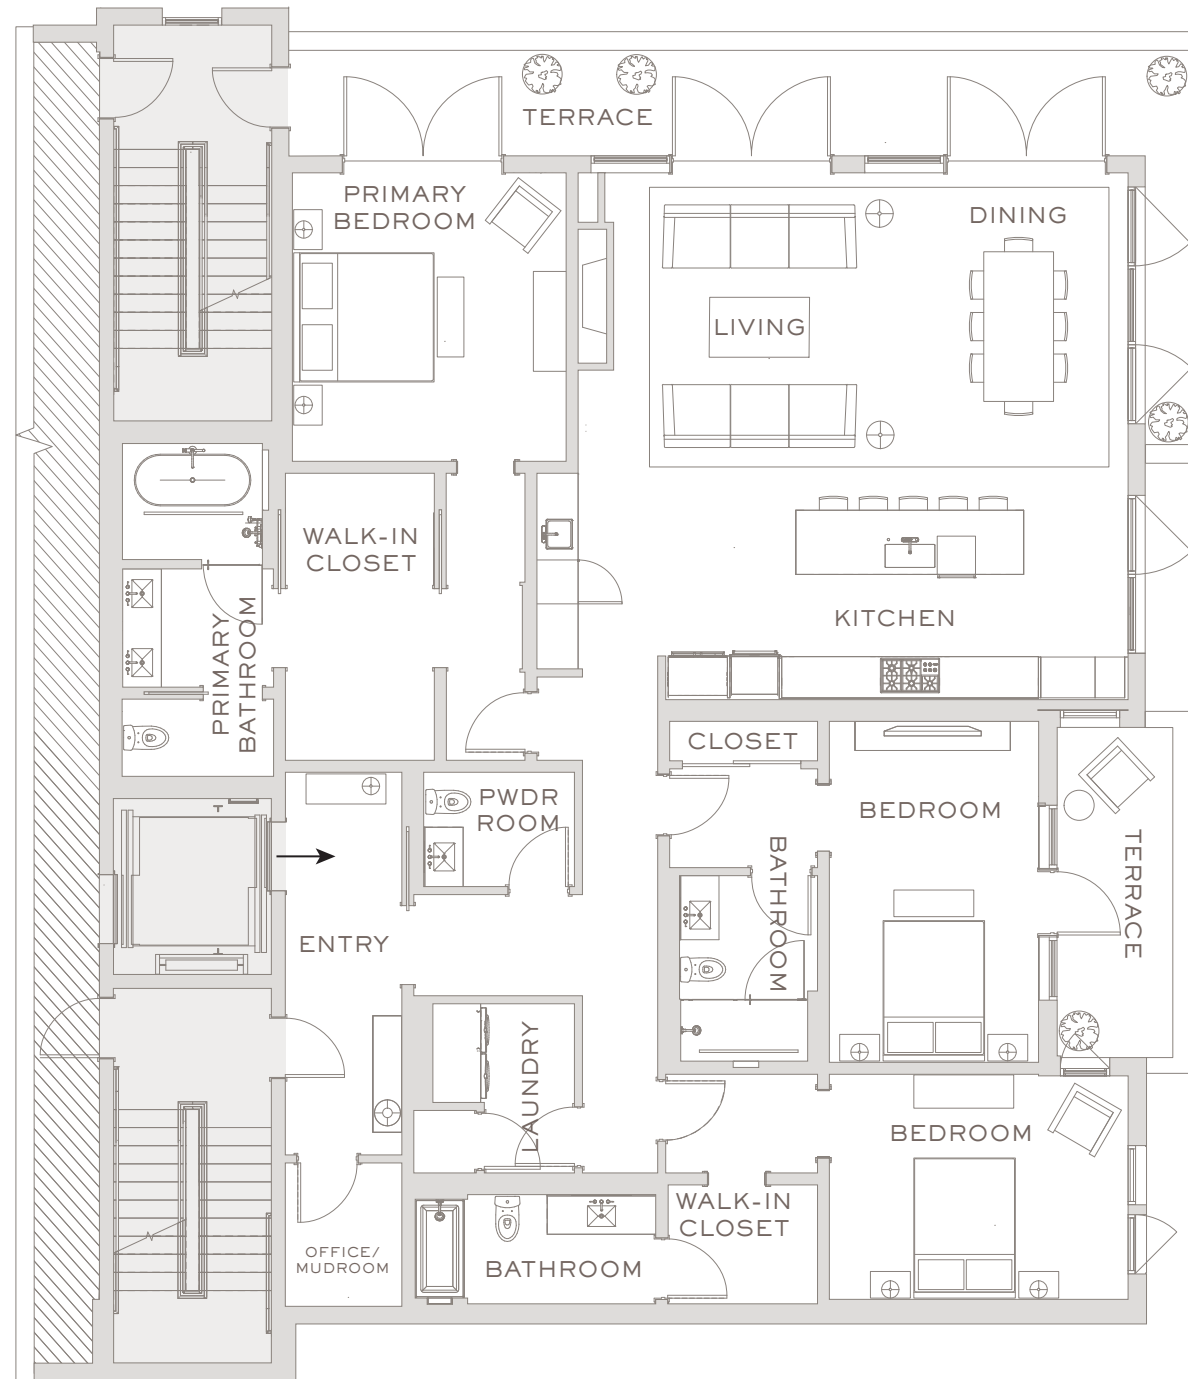 TERRACE
PRIMARY
BEDROOM
DINING
LIVING
WALK-IN
CLOSET
KITCHEN
PRIMARY
BATHROOM
CLOSET
PWDR
ROOM
BEDROOM
BATHROOM
TERRACE
ENTRY
LAUNDRY
BEDROOM
WALK-IN
CLOSET
OFFICE/
MUDROOM
BATHROOM